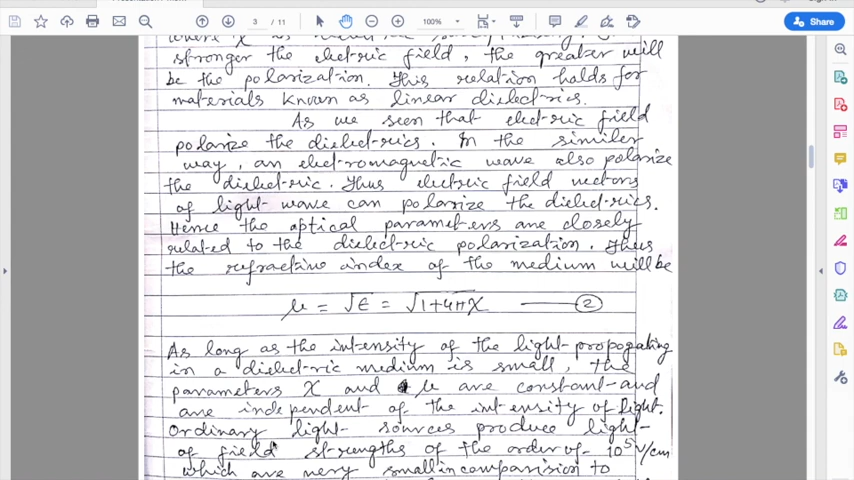 3 / 11
100%
Share
stronger the electric field, the greater will
be the polarization. This relation holds for
materials known as linear dielectrics.
As we seen that electric field
polarize the dielectrics. In the similer
way, an electromagnetic wave also polarize
the dielectric. Thus electric field vectors
of light wave can polarize the dielectrics.
Hence the optical parameters are closely
related to the dielectric polarization. Thus
the refractive index of the medium will be
μ = √ϵ = √1+4πχ —— ②
As long as the intensity of the light propogating
in a dielectric medium is small, the
parameters χ and μ are constant and
are independent of the intensity of light.
Ordinary light sources produce light
of field strengths of the order of 10⁵ V/cm
which are very small in comparision to